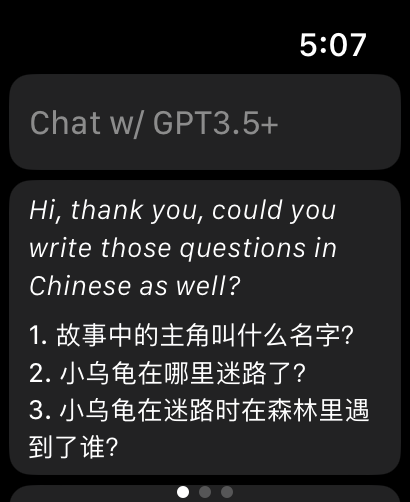 5:07
Chat w/ GPT3.5+
Hi, thank you, could you
write those questions in
Chinese as well?
1. 故事中的主角叫什么名字?
2. 小乌龟在哪里迷路了?
3. 小乌龟在迷路时在森林里遇
到了谁?